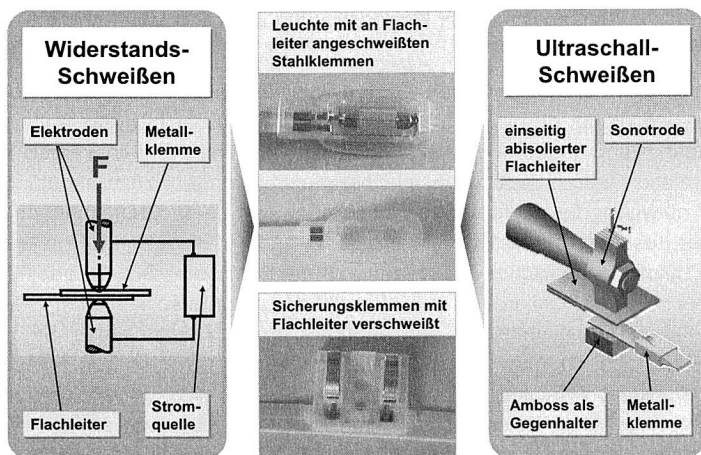 Widerstands-
Schweißen
Elektroden
Metall-
klemme
F
Flachleiter
Strom-
quelle
Leuchte mit an Flach-
leiter angeschweißten
Stahlklemmen
Sicherungsklemmen mit
Flachleiter verschweißt
Ultraschall-
Schweißen
einseitig
abisolierter
Flachleiter
Sonotrode
Amboss als
Gegenhalter
Metall-
klemme